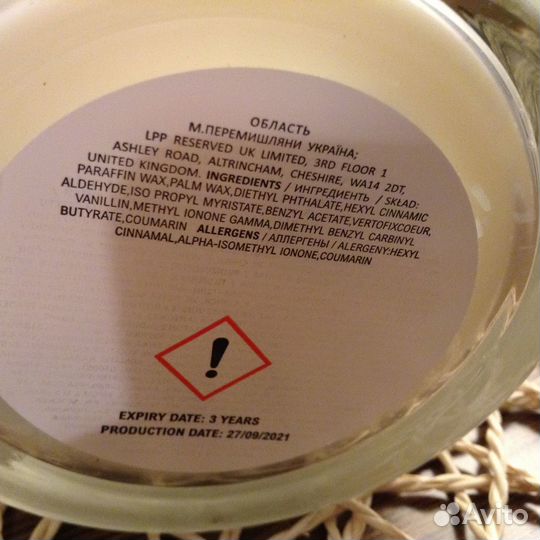 ОБЛАСТЬ
М.ПЕРЕМИШЛЯНИ УКРАЇНА;
LPP RESERVED UK LIMITED, 3RD FLOOR 1
ASHLEY ROAD, ALTRINCHAM, CHESHIRE, WA14 2DT,
UNITED KINGDOM. INGREDIENTS / ИНГРЕДИЕНТЬ / SKŁAD:
PARAFFIN WAX,PALM WAX,DIETHYL PHTHALATE,HEXYL CINNAMIC
ALDEHYDE,ISO PROPYL MYRISTATE,BENZYL ACETATE,VERTOFIXCOEUR,
VANILLIN,METHYL IONONE GAMMA,DIMETHYL BENZYL CARBINYL
BUTYRATE,COUMARIN ALLERGENS / АЛЛЕРГЕНЫ / ALERGENY:HEXYL
CINNAMAL,ALPHA-ISOMETHYL IONONE,COUMARIN
!
EXPIRY DATE: 3 YEARS
PRODUCTION DATE: 27/09/2021
Avito